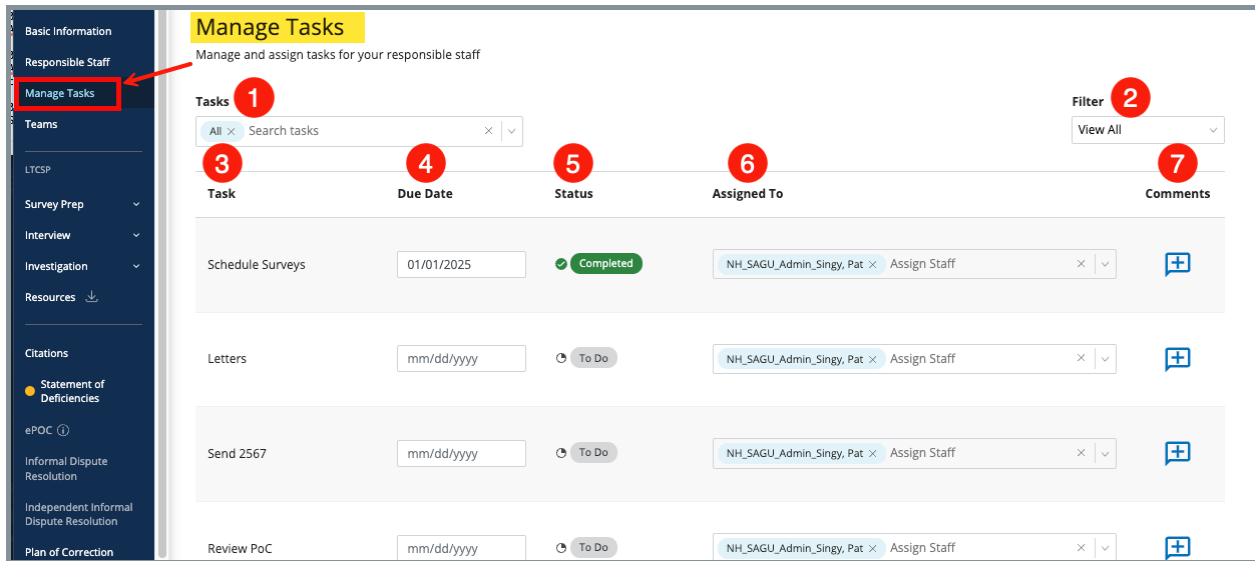 Basic Information
Responsible Staff
Manage Tasks
Teams
LTCSP
Survey Prep
Interview
Investigation
Resources
Citations
Statement of
Deficiencies
ePOC
Informal Dispute
Resolution
Independent Informal
Dispute Resolution
Plan of Correction
Manage Tasks
Manage and assign tasks for your responsible staff
Tasks 1
Filter 2
All × Search tasks
View All
3 4 5 6 7
Task Due Date Status Assigned To Comments
Schedule Surveys 01/01/2025 Completed NH_SAGU_Admin_Singy, Pat × Assign Staff
Letters mm/dd/yyyy To Do NH_SAGU_Admin_Singy, Pat × Assign Staff
Send 2567 mm/dd/yyyy To Do NH_SAGU_Admin_Singy, Pat × Assign Staff
Review PoC mm/dd/yyyy To Do NH_SAGU_Admin_Singy, Pat × Assign Staff